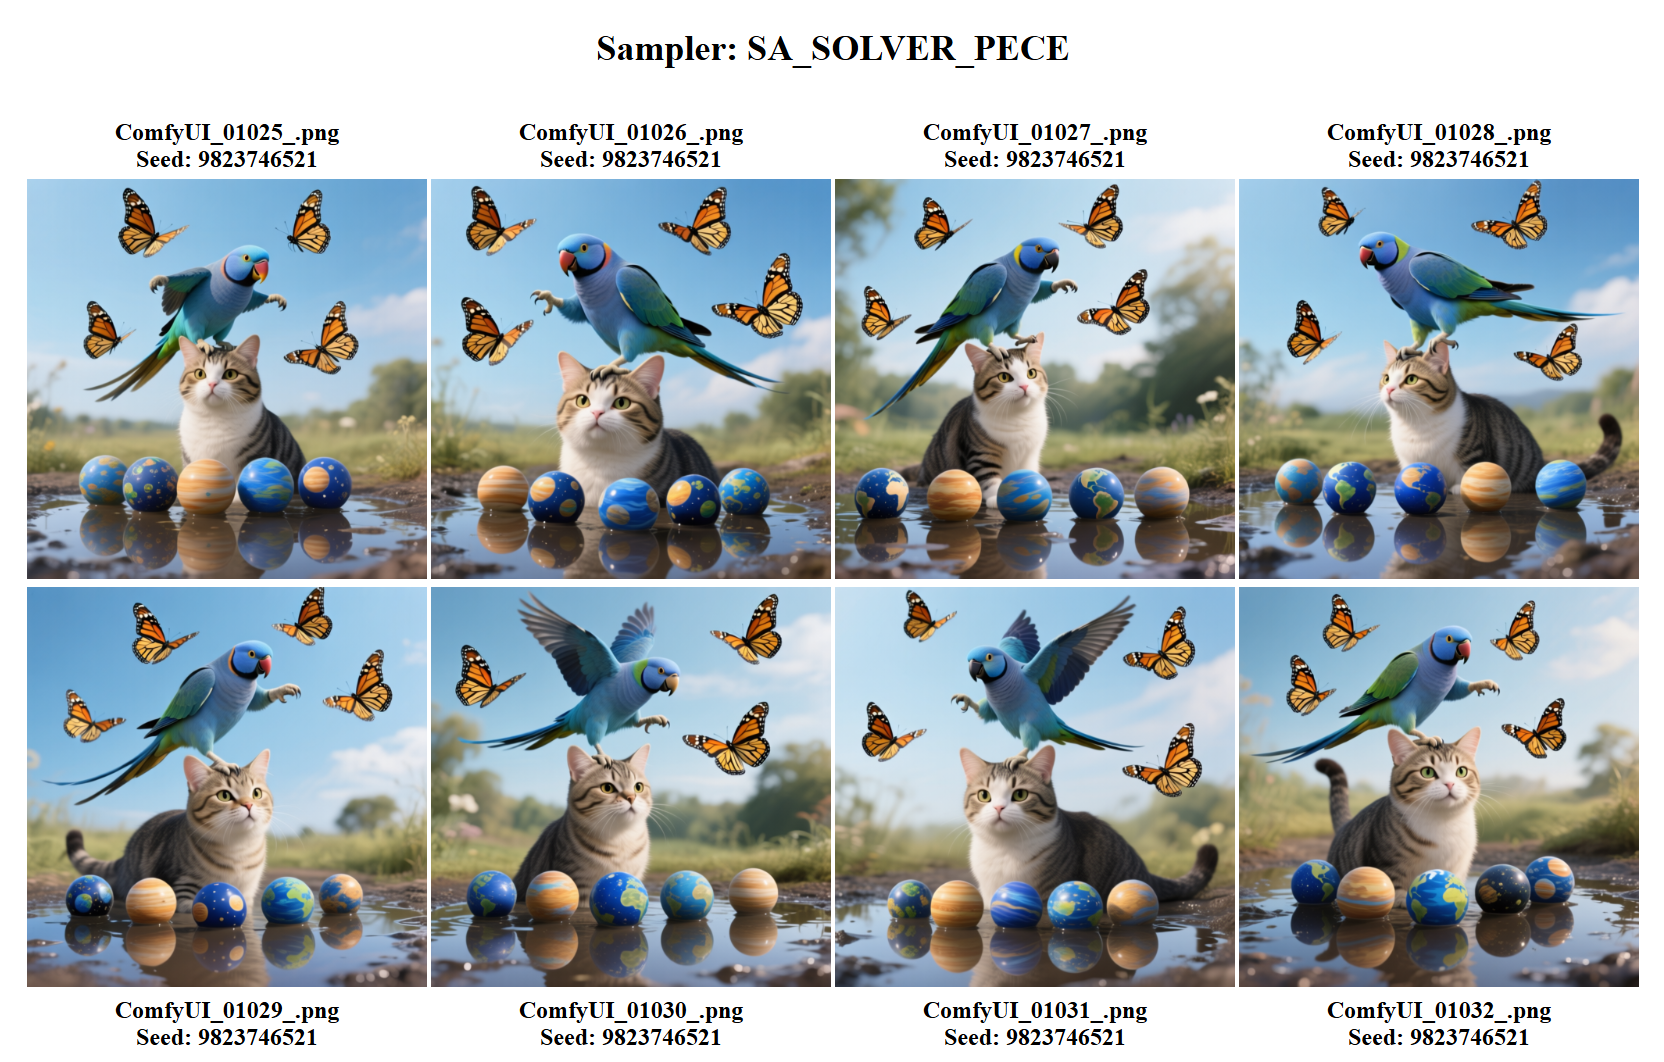 Sampler: SA_SOLVER_PECE
ComfyUI_01025_.png
Seed: 9823746521
ComfyUI_01026_.png
Seed: 9823746521
ComfyUI_01027_.png
Seed: 9823746521
ComfyUI_01028_.png
Seed: 9823746521
ComfyUI_01029_.png
Seed: 9823746521
ComfyUI_01030_.png
Seed: 9823746521
ComfyUI_01031_.png
Seed: 9823746521
ComfyUI_01032_.png
Seed: 9823746521